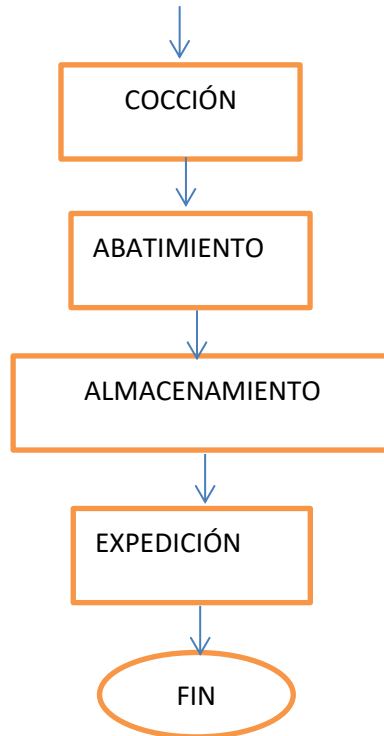 COCCIÓN
ABATIMIENTO
ALMACENAMIENTO
EXPEDICIÓN
FIN